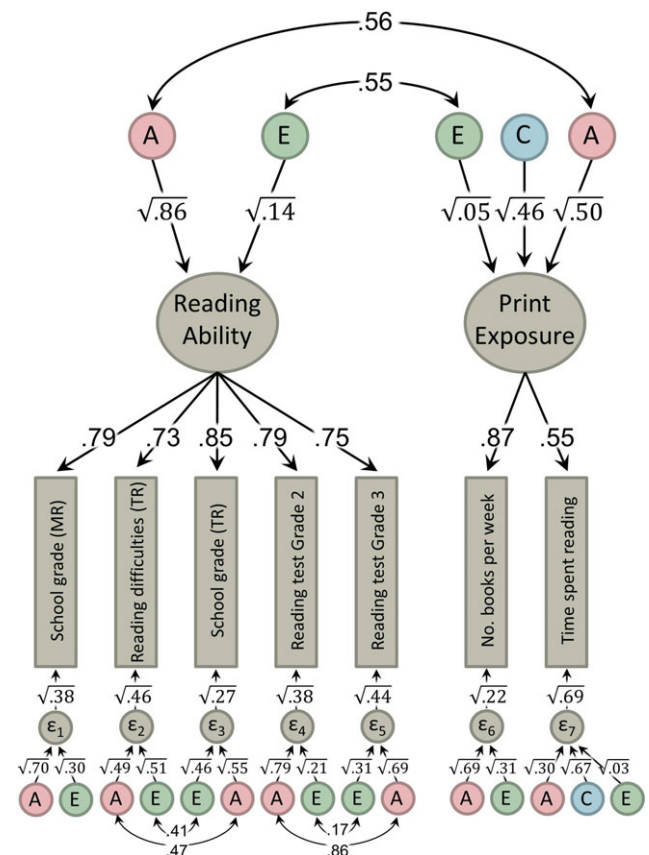 .56
.55
A E E C A
√.86 √.14 √.05 √.46 √.50
Reading
Ability
Print
Exposure
.79 .73 .85 .79 .75 .87 .55
School grade (MR)
Reading difficulties (TR)
School grade (TR)
Reading test Grade 2
Reading test Grade 3
No. books per week
Time spent reading
√.38 √.46 √.27 √.38 √.44 √.22 √.69
ε1 ε2 ε3 ε4 ε5 ε6 ε7
√.70 √.30 √.49 √.51 √.46 √.55 √.79 √.21 √.31 √.69 √.69 √.31 √.30 √.67 √.03
A E A E E A A E E A A E A C E
.41 .17
.47 .86